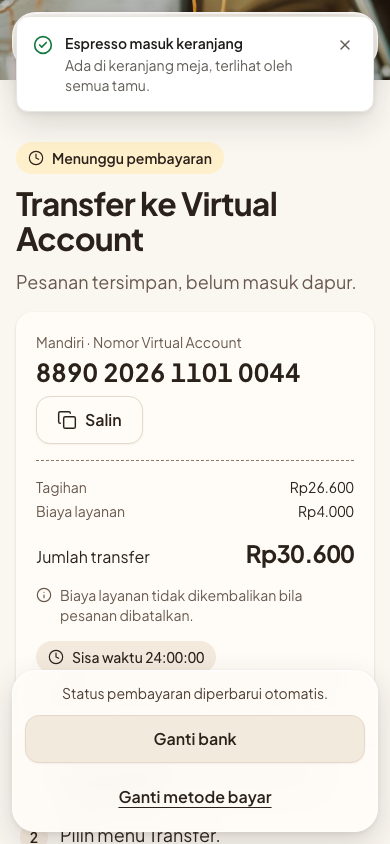 Espresso masuk keranjang
Ada di keranjang meja, terlihat oleh
semua tamu.
Menunggu pembayaran
Transfer ke Virtual
Account
Pesanan tersimpan, belum masuk dapur.
Mandiri · Nomor Virtual Account
8890 2026 1101 0044
Salin
Tagihan Rp26.600
Biaya layanan Rp4.000
Jumlah transfer Rp30.600
Biaya layanan tidak dikembalikan bila
pesanan dibatalkan.
Sisa waktu 24:00:00
Status pembayaran diperbarui otomatis.
Ganti bank
Ganti metode bayar
2 Pilih menu Transfer.